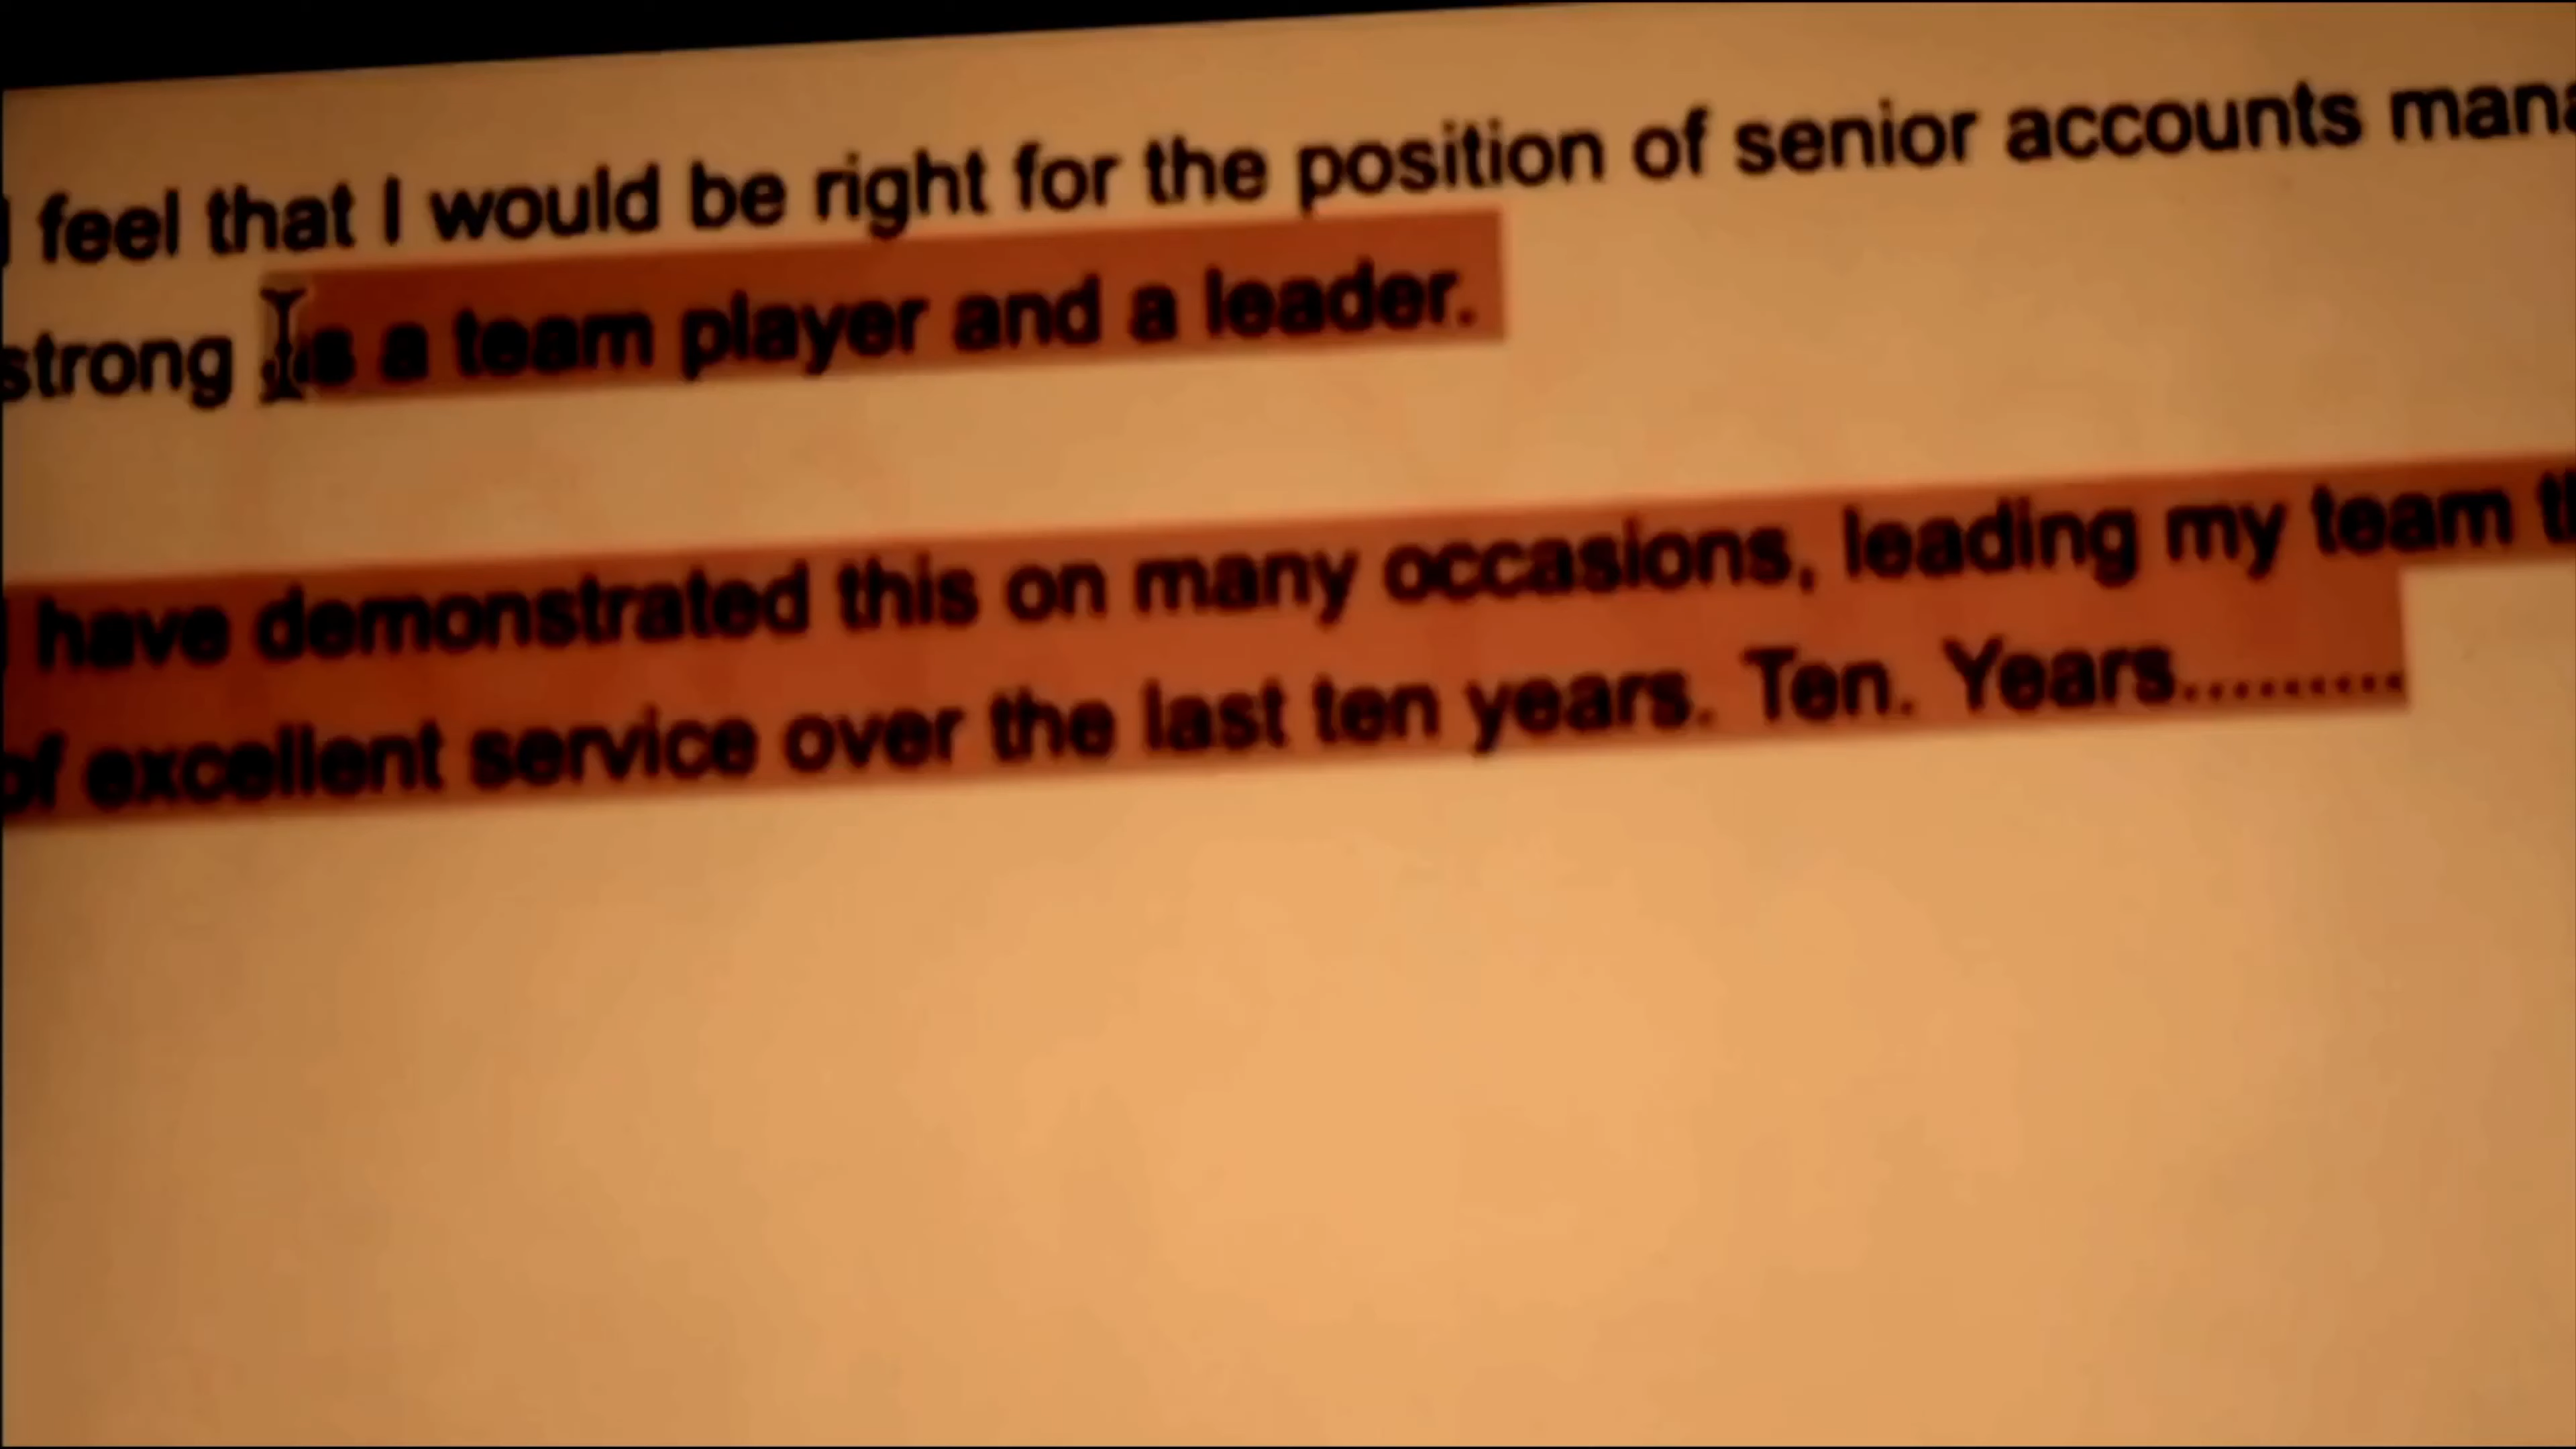 I feel that I would be right for the position of senior accounts mana
strong as a team player and a leader.
I have demonstrated this on many occasions, leading my team th
of excellent service over the last ten years. Ten. Years.........